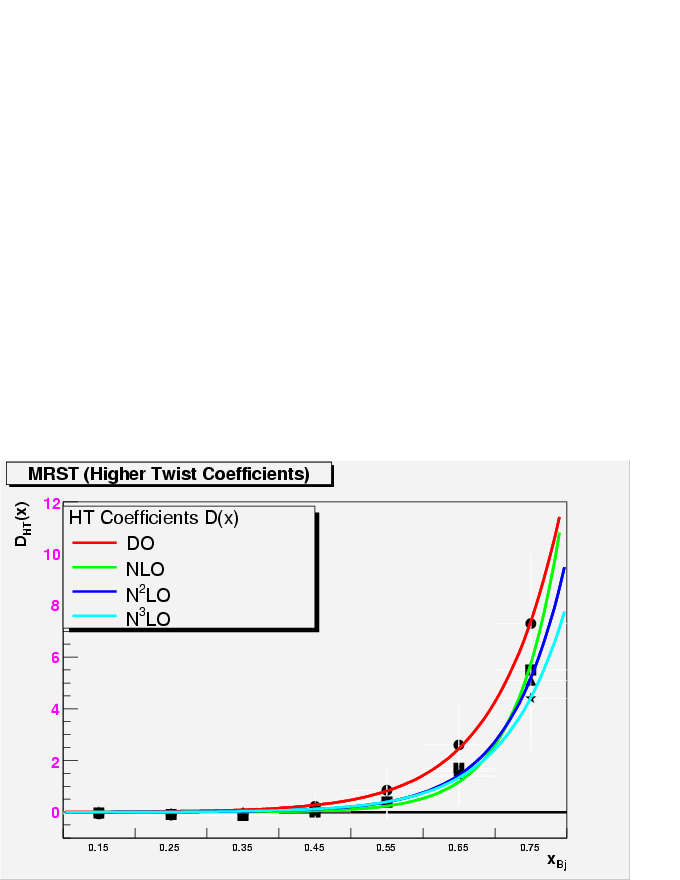 MRST (Higher Twist Coefficients)
D_HT(x)
12
10
8
6
4
2
0
HT Coefficients D(x)
DO
NLO
N²LO
N³LO
0.15 0.25 0.35 0.45 0.55 0.65 0.75
x_Bj